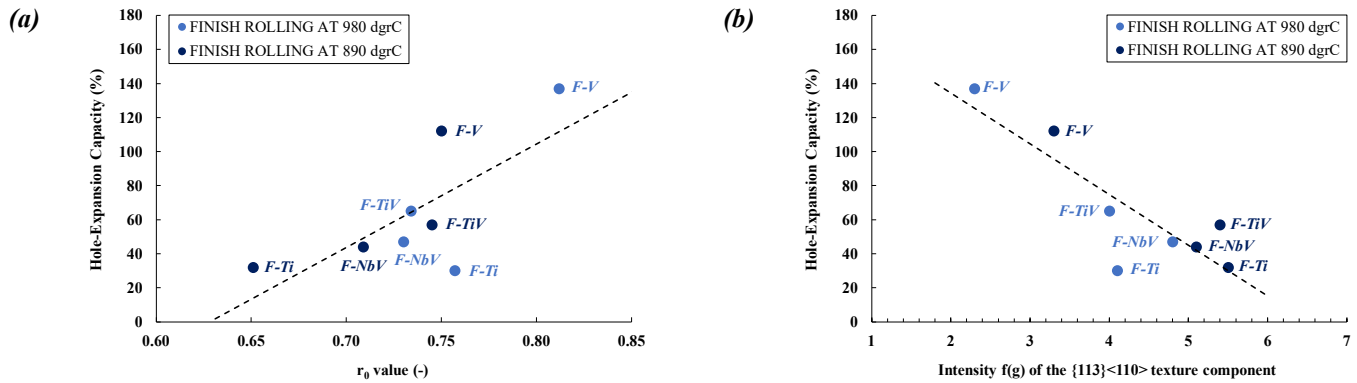 (a)
FINISH ROLLING AT 980 dgrC
FINISH ROLLING AT 890 dgrC
Hole-Expansion Capacity (%)
180
160
140
120
100
80
60
40
20
0
F-V
F-V
F-TiV
F-TiV
F-NbV
F-NbV
F-Ti
F-Ti
0.60
0.65
0.70
0.75
0.80
0.85
r₀ value (-)
(b)
FINISH ROLLING AT 980 dgrC
FINISH ROLLING AT 890 dgrC
Hole-Expansion Capacity (%)
180
160
140
120
100
80
60
40
20
0
F-V
F-V
F-TiV
F-TiV
F-NbV
F-NbV
F-Ti
F-Ti
1
2
3
4
5
6
7
Intensity f(g) of the {113}<110> texture component